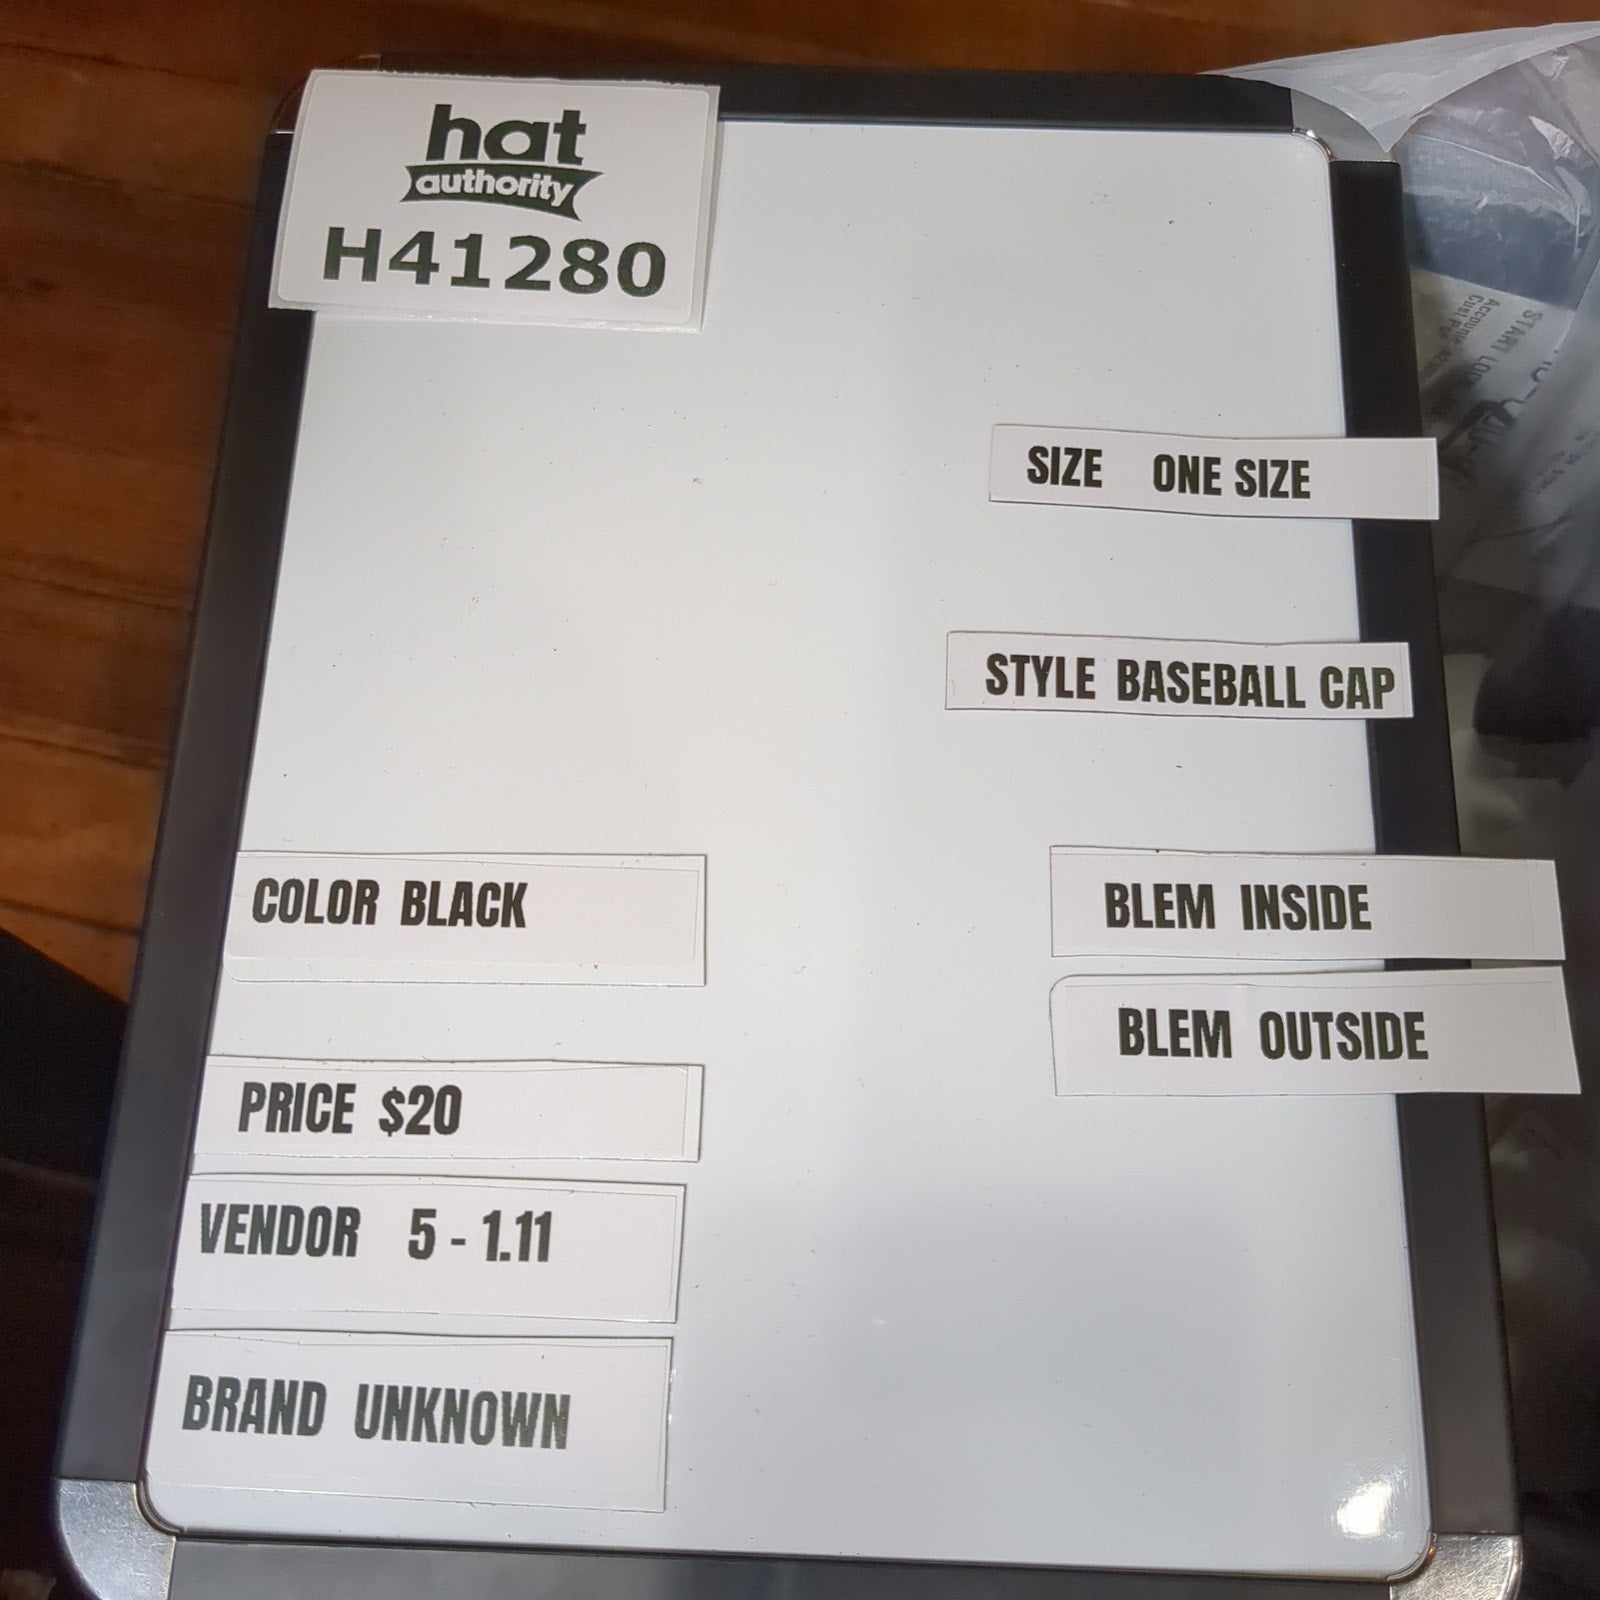 hat
authority
H41280
SIZE ONE SIZE
STYLE BASEBALL CAP
COLOR BLACK
BLEM INSIDE
BLEM OUTSIDE
PRICE $20
VENDOR 5 - 1.11
BRAND UNKNOWN
START